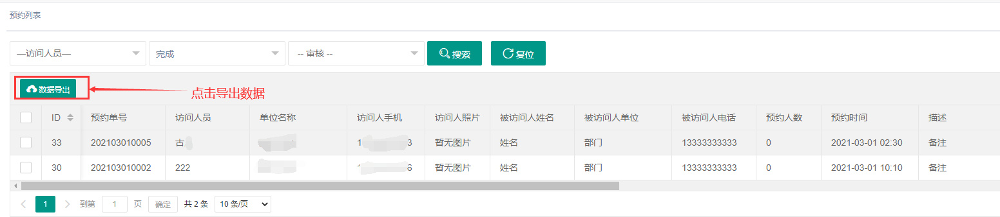 预约列表
—访问人员— 完成 -- 审核 -- 搜索 复位
数据导出 点击导出数据
ID 预约单号 访问人员 单位名称 访问人手机 访问人照片 被访问人姓名 被访问人单位 被访问人电话 预约人数 预约时间 描述
33 202103010005 古 1 3 暂无图片 姓名 部门 13333333333 0 2021-03-01 02:30 备注
30 202103010002 222 6 暂无图片 姓名 部门 13333333333 0 2021-03-01 10:10 备注
1 到第 1 页 确定 共 2 条 10 条/页